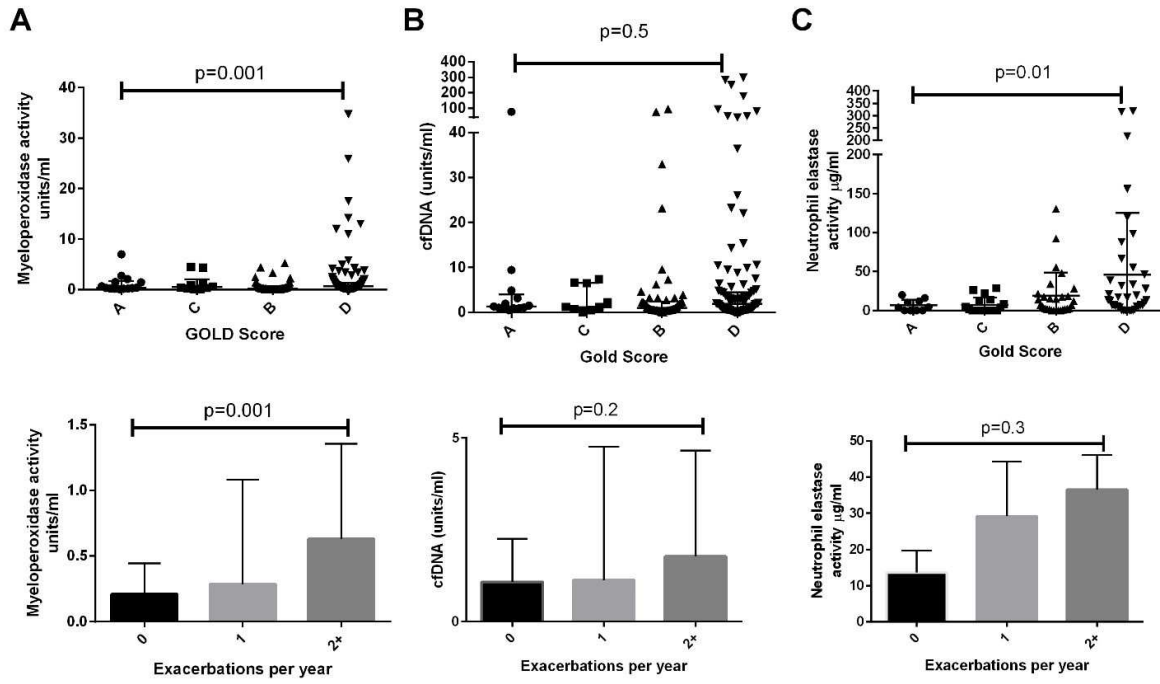 A
p=0.001
Myeloperoxidase activity
units/ml
40
30
20
10
0
A
C
B
D
GOLD Score
B
p=0.5
cfDNA (units/ml)
400
300
200
100
40
30
20
10
0
A
C
B
D
Gold Score
C
p=0.01
Neutrophil elastase
activity µg/ml
400
350
300
250
200
150
100
50
0
A
C
B
D
Gold Score
p=0.001
Myeloperoxidase activity
units/ml
1.5
1.0
0.5
0.0
0
1
2+
Exacerbations per year
p=0.2
cfDNA (units/ml)
5
0
0
1
2+
Exacerbations per year
p=0.3
Neutrophil elastase
activity µg/ml
50
40
30
20
10
0
0
1
2+
Exacerbations per year